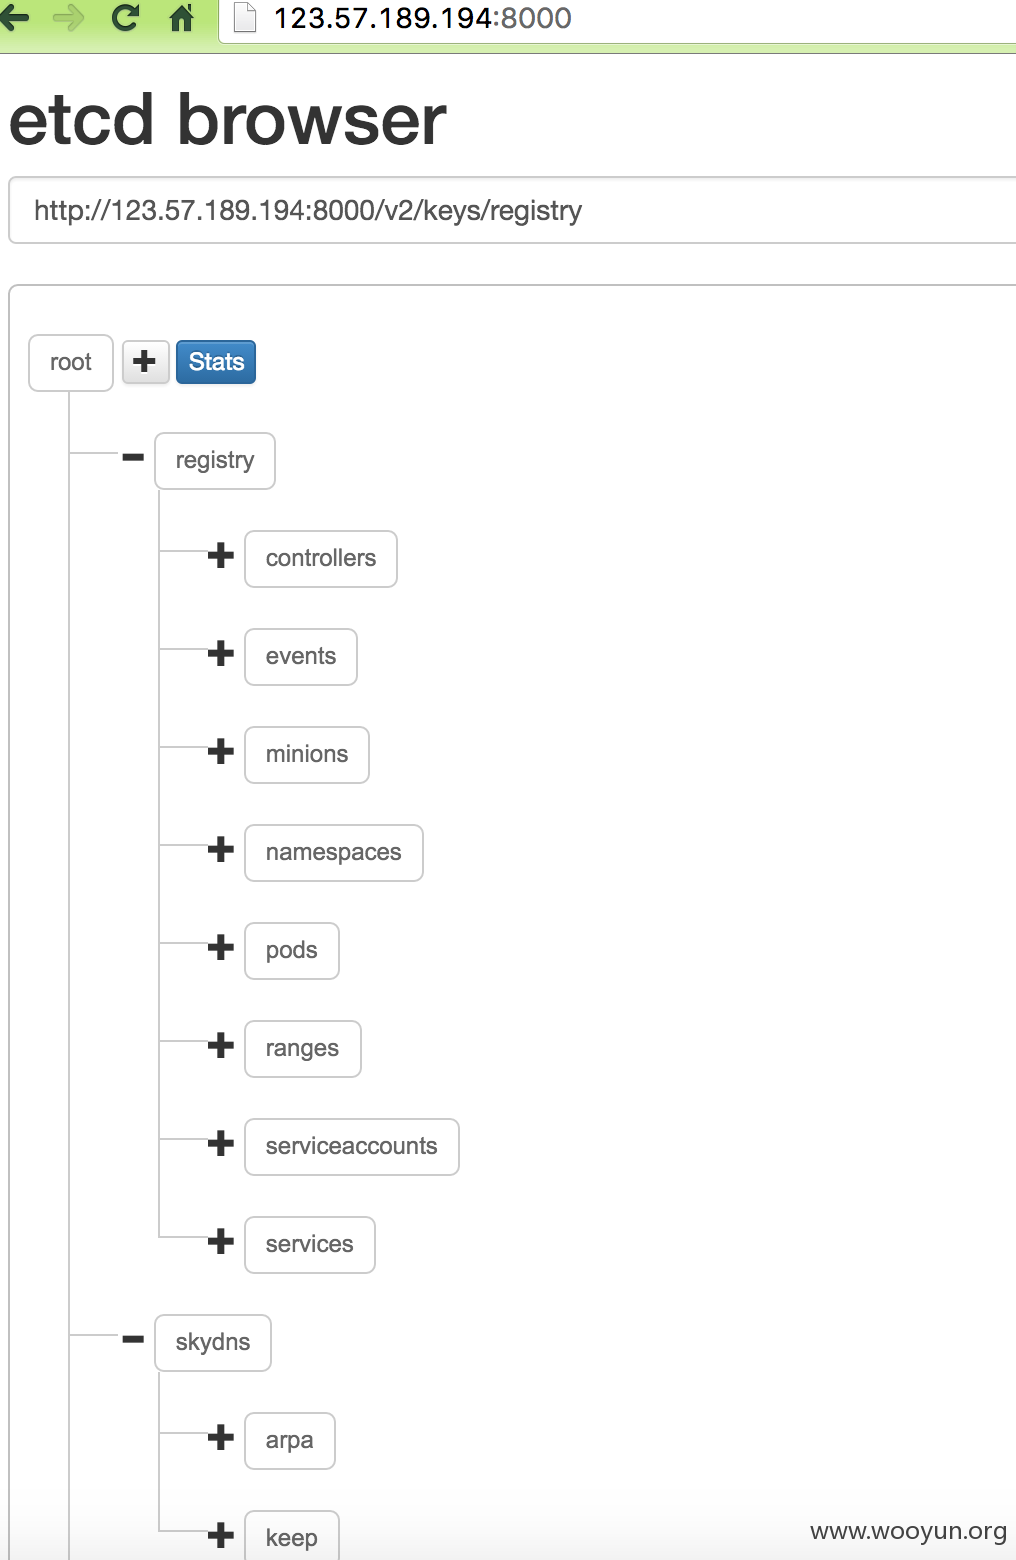 123.57.189.194:8000
etcd browser
http://123.57.189.194:8000/v2/keys/registry
root
Stats
registry
controllers
events
minions
namespaces
pods
ranges
serviceaccounts
services
skydns
arpa
keep
www.wooyun.org